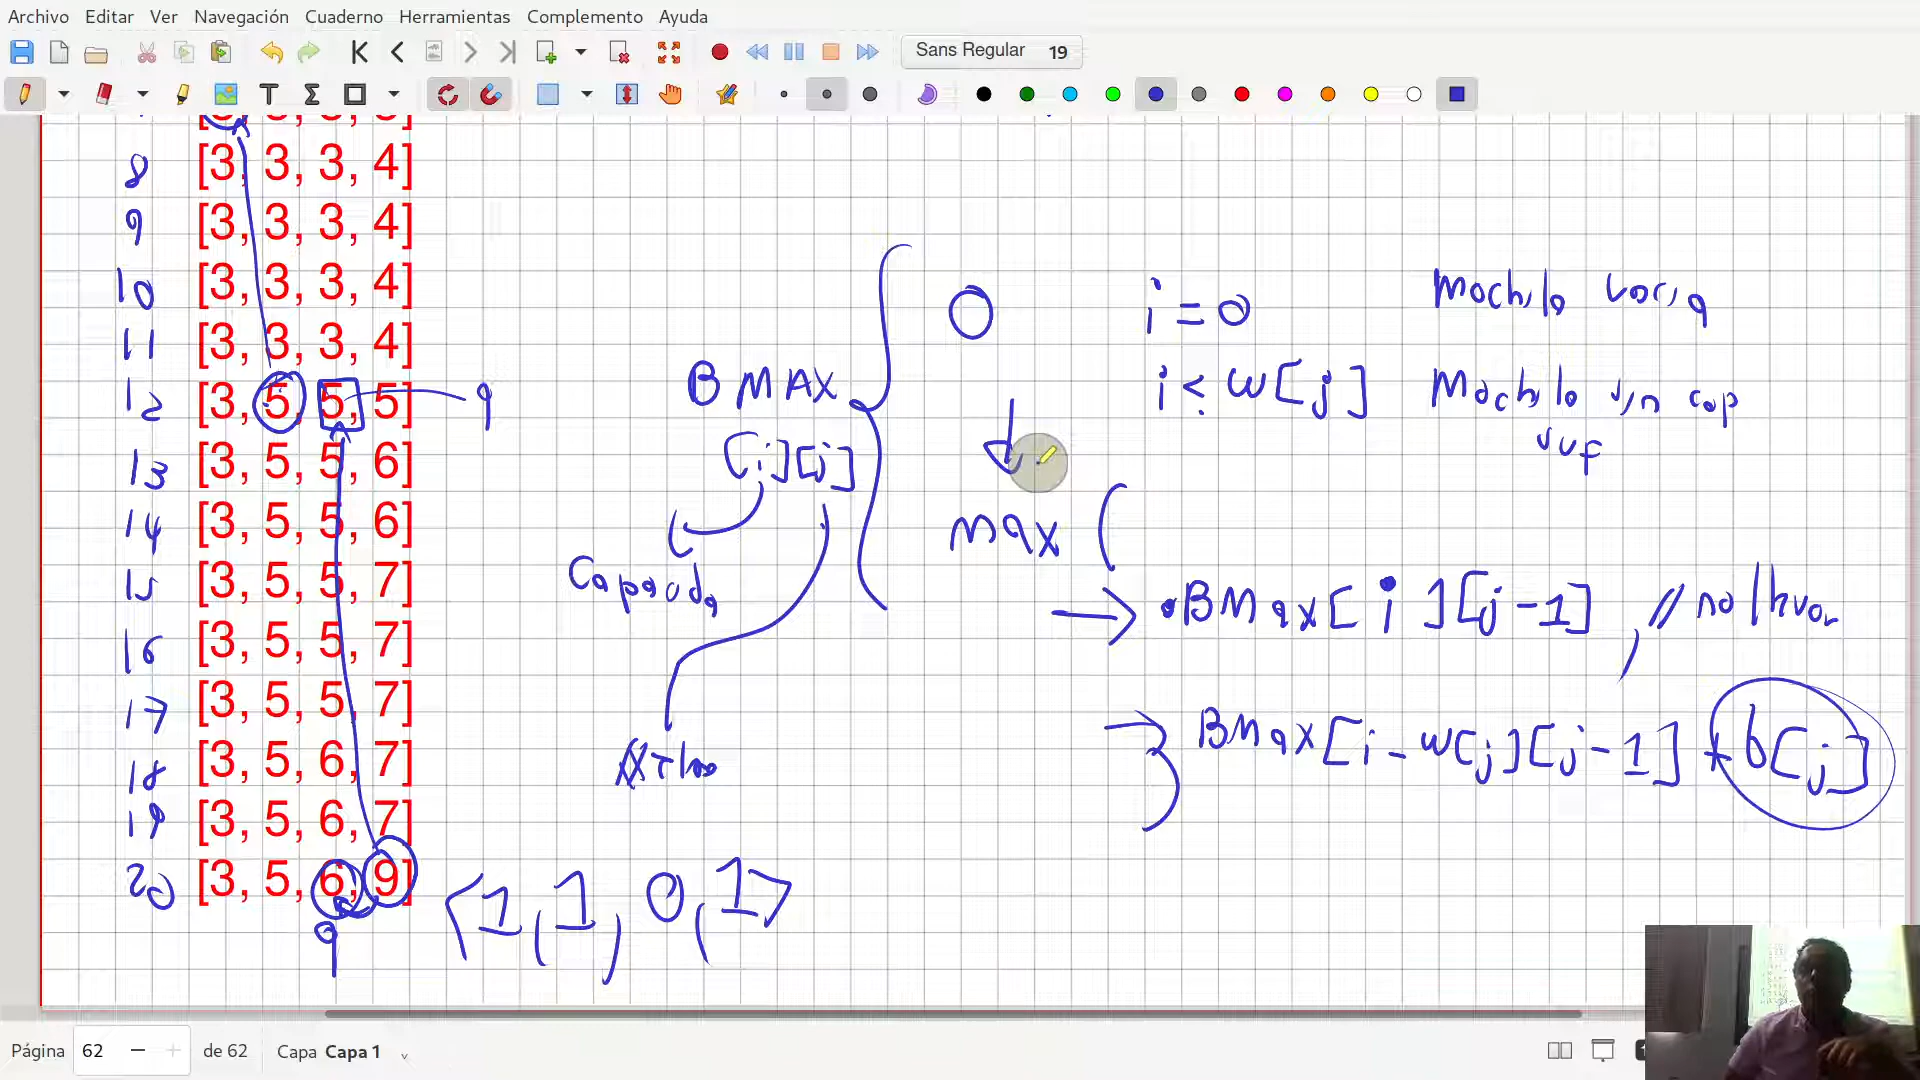 Archivo Editar Ver Navegación Cuaderno Herramientas Complemento Ayuda
Sans Regular 19
8 [3, 3, 3, 4]
9 [3, 3, 3, 4]
10 [3, 3, 3, 4]
11 [3, 3, 3, 4]
12 [3, 5, 5, 5] 9
13 [3, 5, 5, 6]
14 [3, 5, 5, 6]
15 [3, 5, 5, 7]
16 [3, 5, 5, 7]
17 [3, 5, 5, 7]
18 [3, 5, 6, 7]
19 [3, 5, 6, 7]
20 [3, 5, 6, 9]
9
<1, 1, 0, 1>
B MAX
[i][j]
0 i = 0
i < w[j]
Mochila sin cap
suf
max (
BMax[i][j-1], // no
BMax[i-w[j]][j-1] + b[j]
)
Página 62 de 62 Capa Capa 1